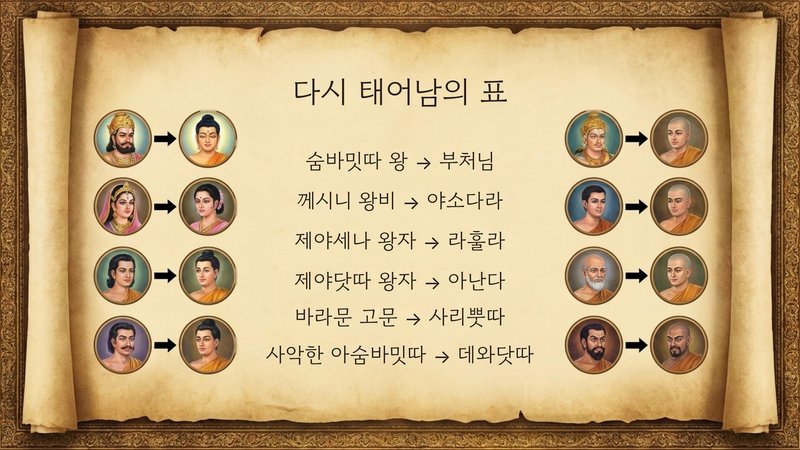 다시 태어남의 표
숨바밋따 왕 → 부처님
께시니 왕비 → 야소다라
제야세나 왕자 → 라훌라
제야닷따 왕자 → 아난다
바라문 고문 → 사리뿟따
사악한 아숨바밋따 → 데와닷따